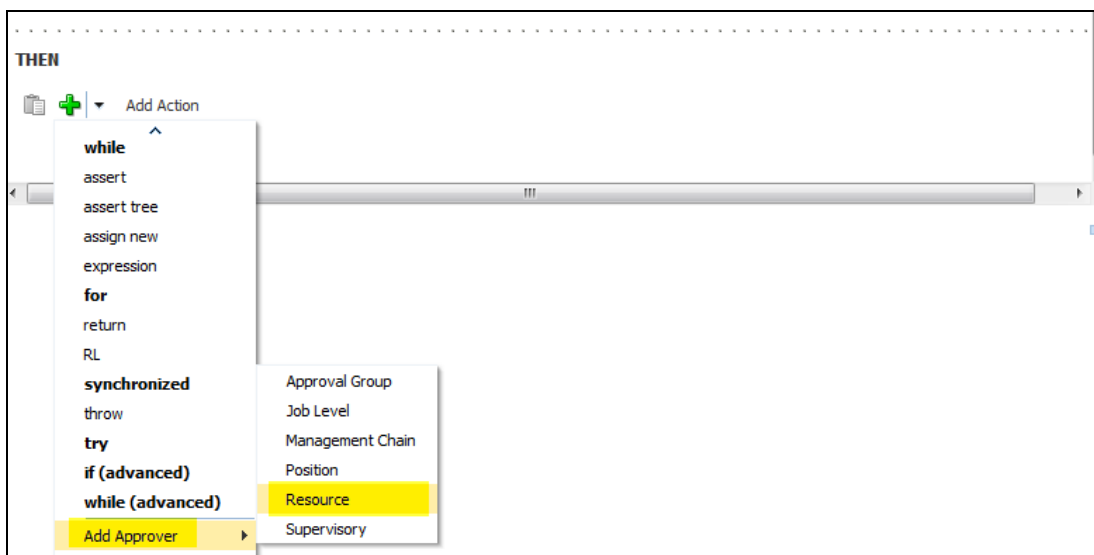 THEN
Add Action
while
assert
assert tree
assign new
expression
for
return
RL
synchronized
throw
try
if (advanced)
while (advanced)
Add Approver
Approval Group
Job Level
Management Chain
Position
Resource
Supervisory